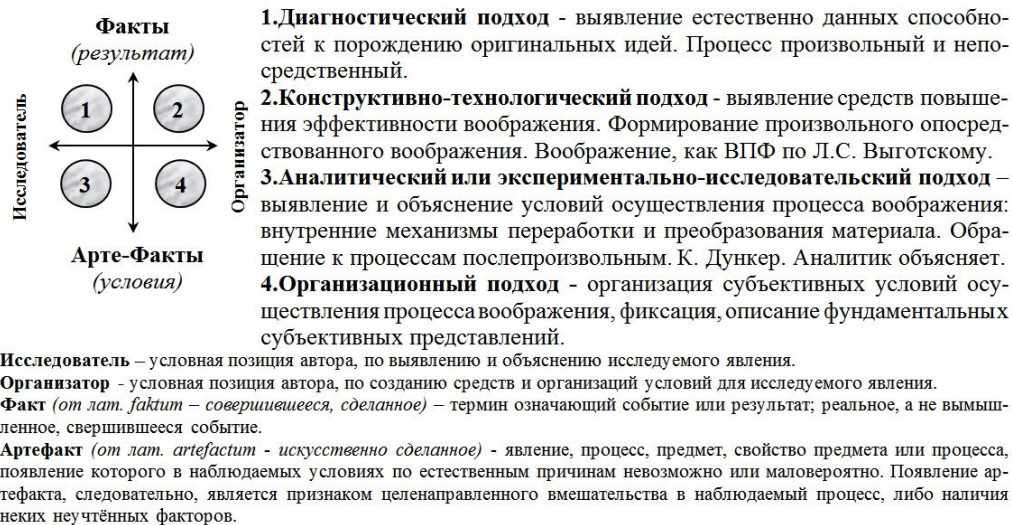 Факты
(результат)
Исследователь
1
2
3
4
Организатор
Арте-Факты
(условия)
1.Диагностический подход - выявление естественно данных способно-
стей к порождению оригинальных идей. Процесс произвольный и непо-
средственный.
2.Конструктивно-технологический подход - выявление средств повыше-
ния эффективности воображения. Формирование произвольного опосред-
ствованного воображения. Воображение, как ВПФ по Л.С. Выготскому.
3.Аналитический или экспериментально-исследовательский подход –
выявление и объяснение условий осуществления процесса воображения:
внутренние механизмы переработки и преобразования материала. Обра-
щение к процессам послепроизвольным. К. Дункер. Аналитик объясняет.
4.Организационный подход - организация субъективных условий осу-
ществления процесса воображения, фиксация, описание фундаментальных
субъективных представлений.
Исследователь – условная позиция автора, по выявлению и объяснению исследуемого явления.
Организатор - условная позиция автора, по созданию средств и организаций условий для исследуемого явления.
Факт (от лат. faktum – совершившееся, сделанное) – термин означающий событие или результат; реальное, а не вымыш-
ленное, свершившееся событие.
Артефакт (от лат. artefactum - искусственно сделанное) - явление, процесс, предмет, свойство предмета или процесса,
появление которого в наблюдаемых условиях по естественным причинам невозможно или маловероятно. Появление ар-
тефакта, следовательно, является признаком целенаправленного вмешательства в наблюдаемый процесс, либо наличия
неких неучтённых факторов.